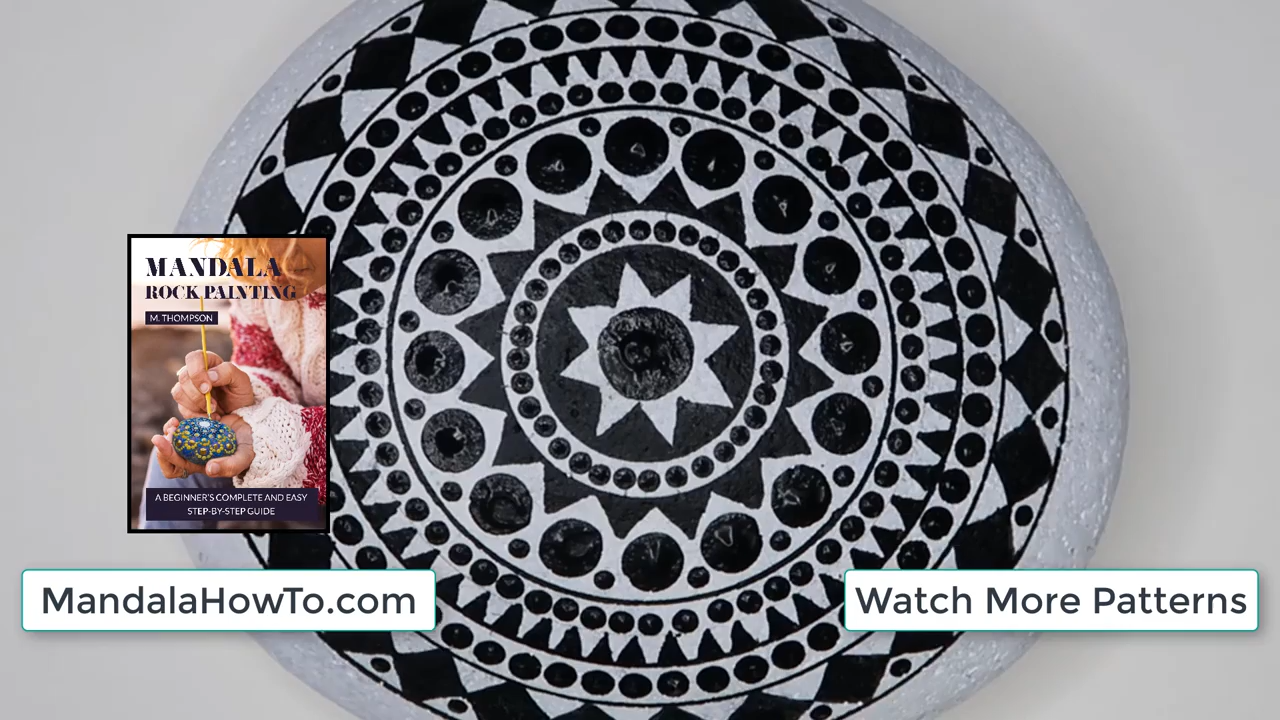 MANDALA
ROCK PAINTING
M. THOMPSON
A BEGINNER'S COMPLETE AND EASY
STEP-BY-STEP GUIDE
MandalaHowTo.com
Watch More Patterns